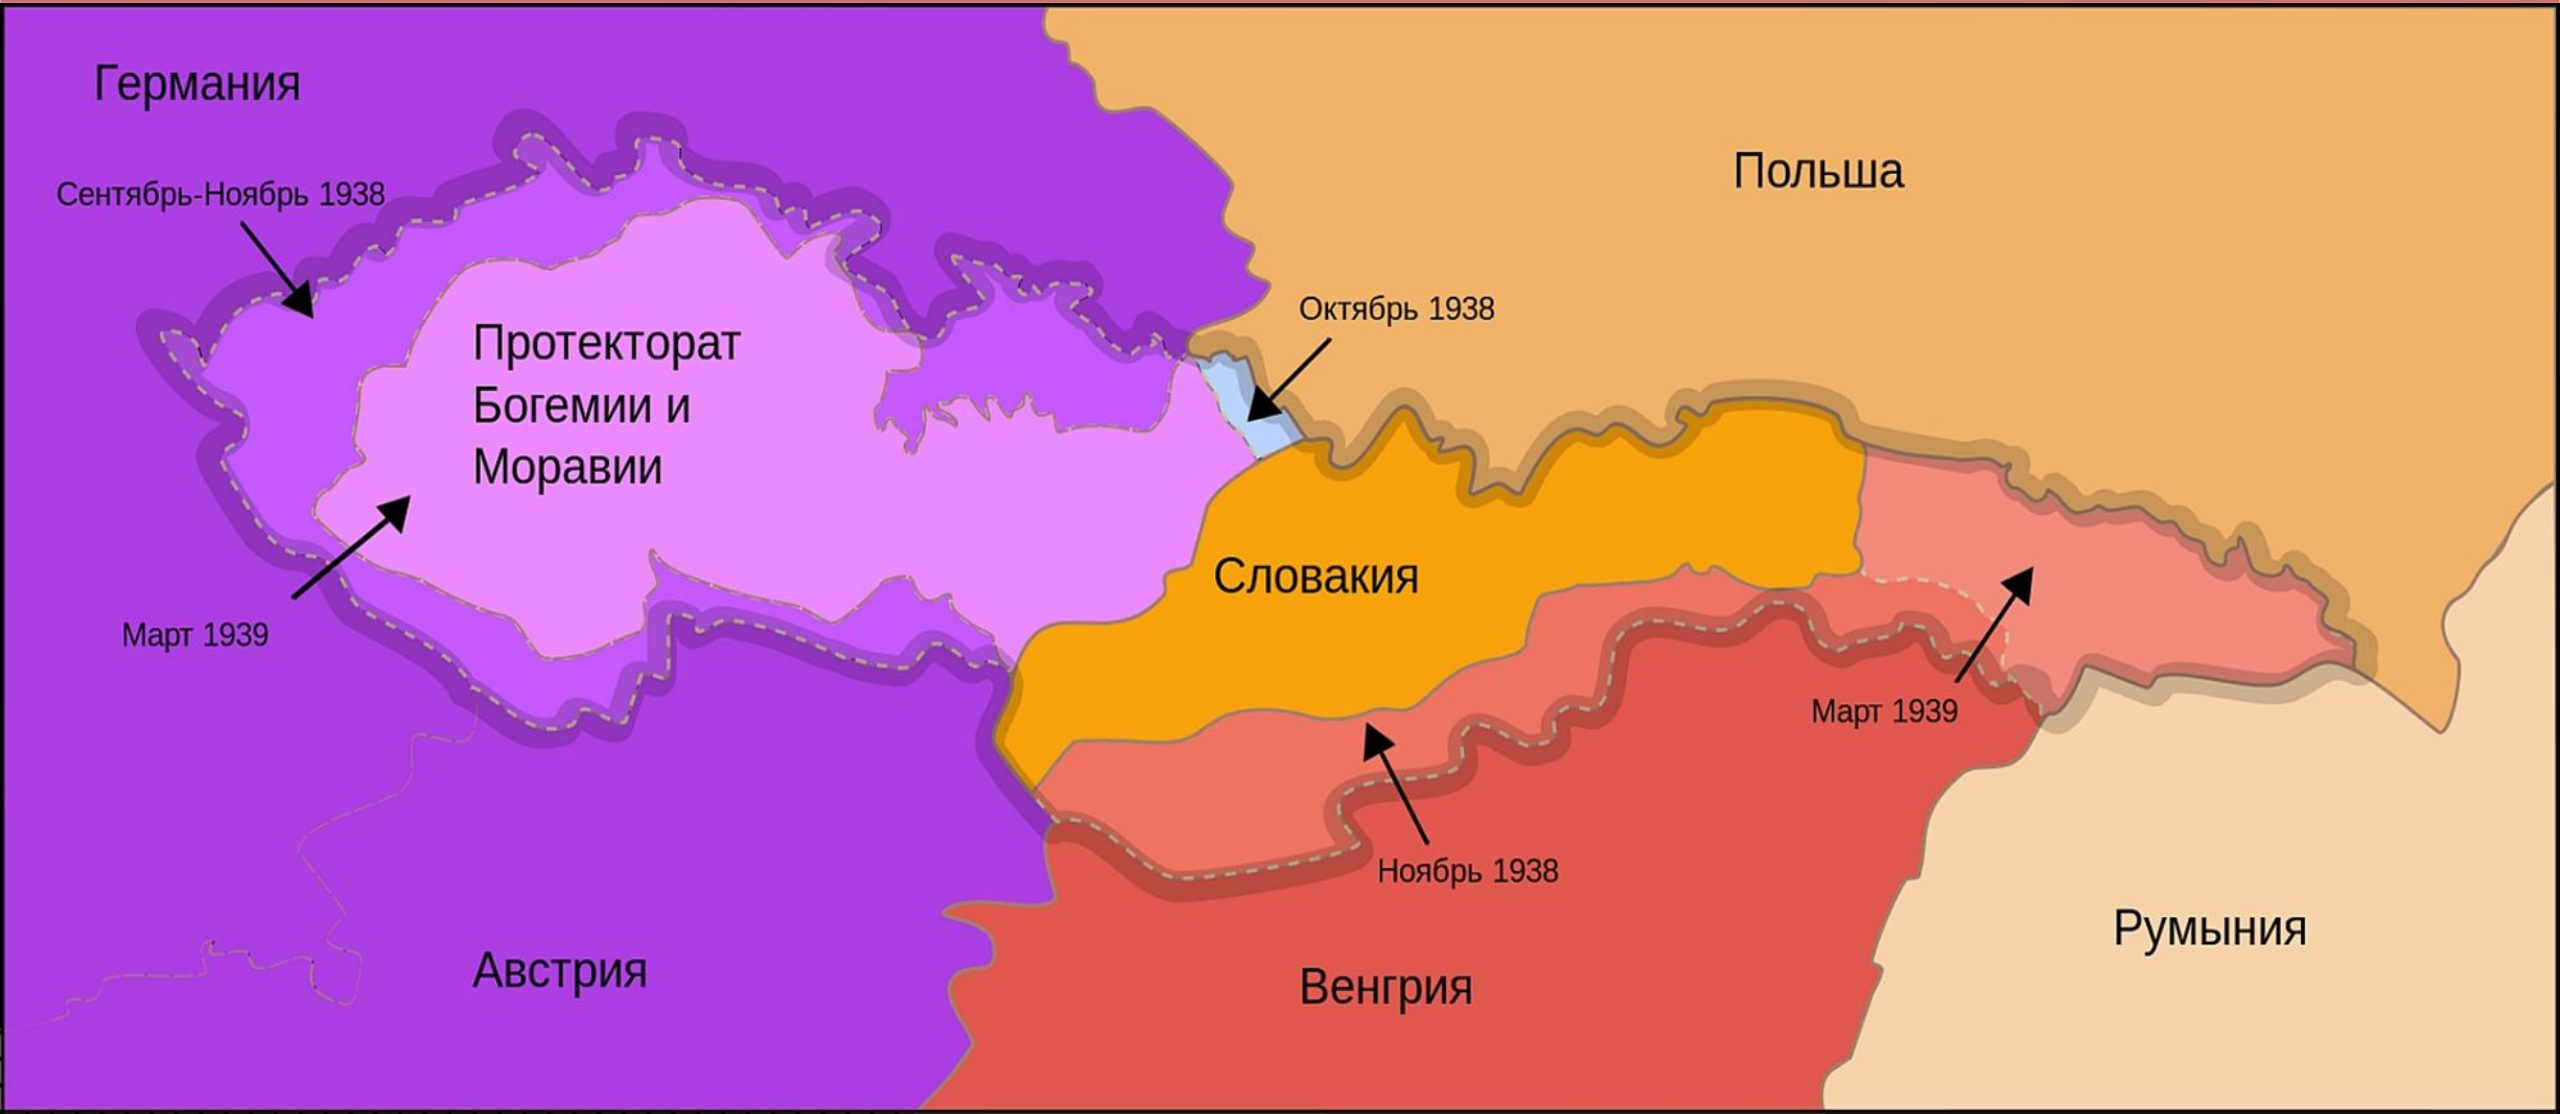 Германия
Польша
Сентябрь-Ноябрь 1938
Октябрь 1938
Протекторат
Богемии и
Моравии
Словакия
Март 1939
Март 1939
Ноябрь 1938
Румыния
Австрия
Венгрия